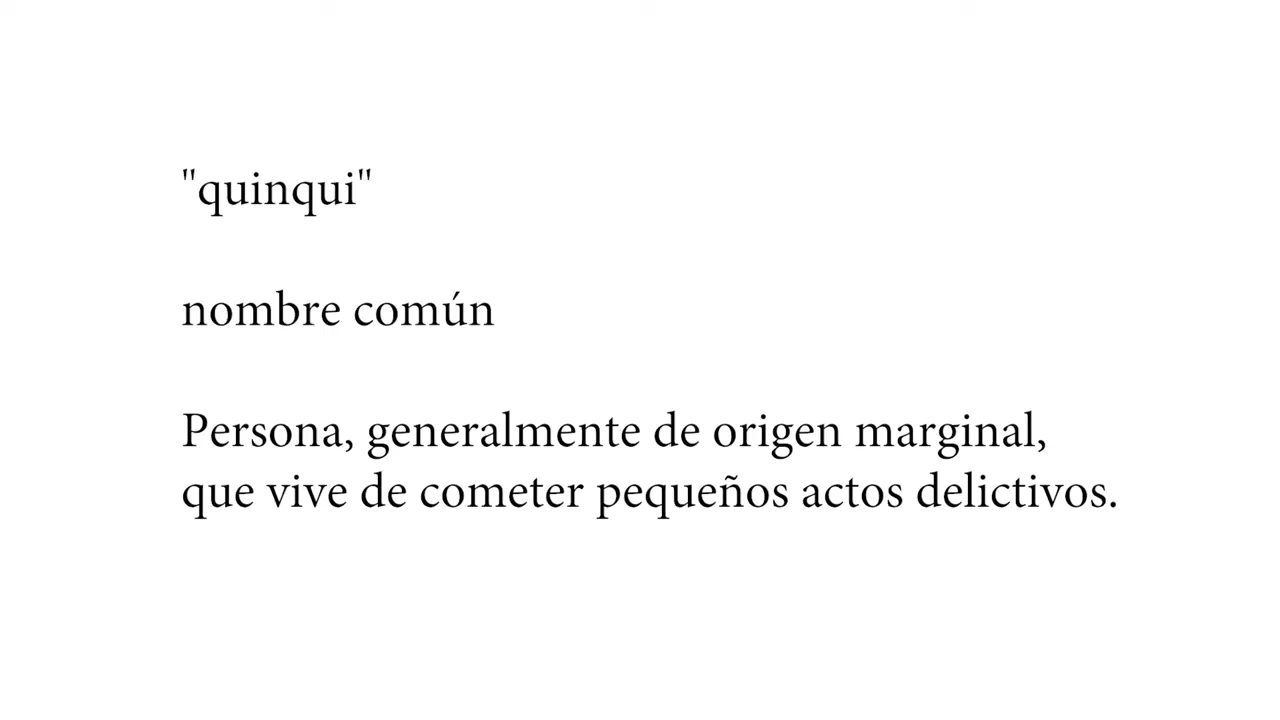 "quinqui"
nombre común
Persona, generalmente de origen marginal,
que vive de cometer pequeños actos delictivos.